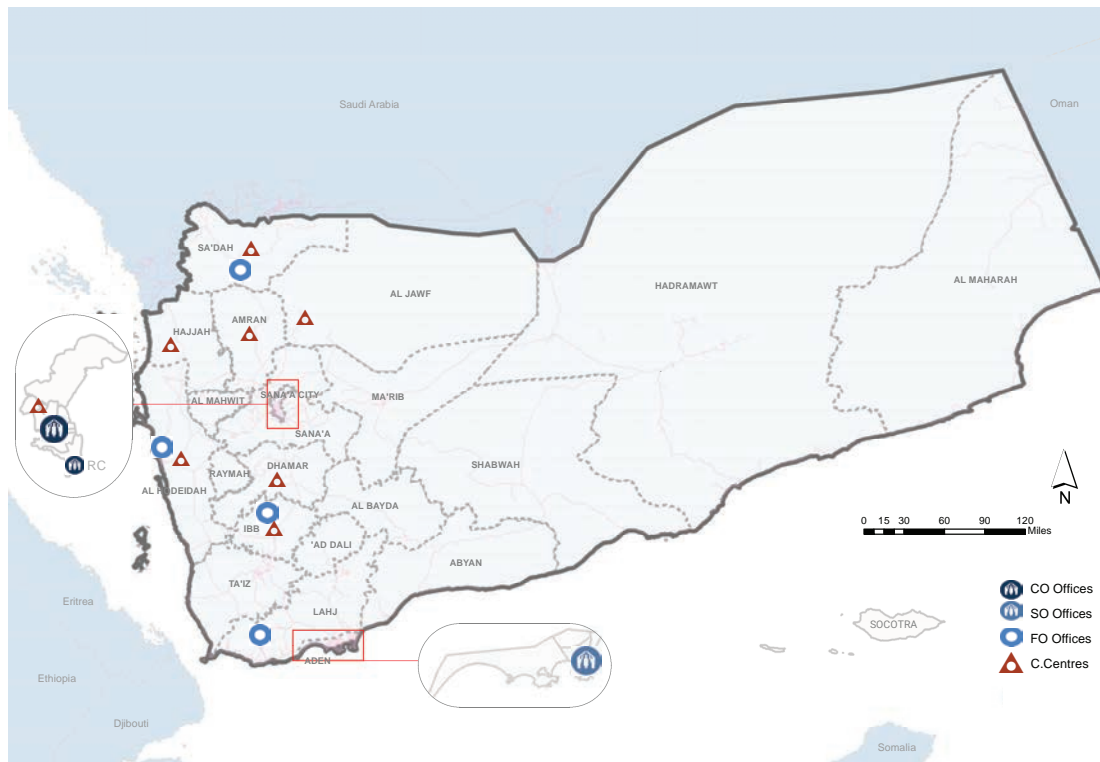 Saudi Arabia
Oman
SA'DAH
AL JAWF
HADRAMAWT
AL MAHARAH
AMRAN
HAJJAH
AL MAHWIT
SANA'A CITY
MA'RIB
SANA'A
RC
RAYMAH
DHAMAR
SHABWAH
AL HODEIDAH
AL BAYDA
IBB
'AD DALI
ABYAN
TA'IZ
LAHJ
ADEN
SOCOTRA
N
0 15 30 60 90 120
Miles
CO Offices
SO Offices
FO Offices
C.Centres
Eritrea
Ethiopia
Djibouti
Somalia